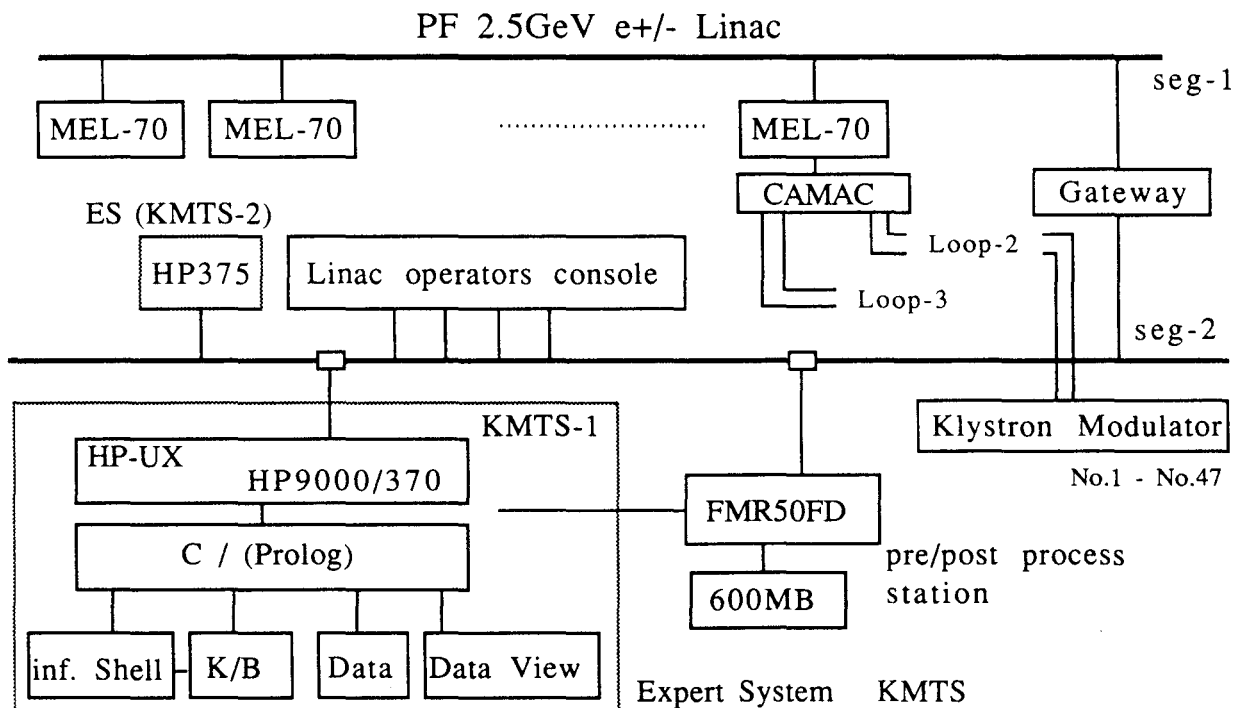 PF 2.5GeV e+/- Linac
seg-1
MEL-70
MEL-70
MEL-70
CAMAC
Gateway
ES (KMTS-2)
HP375
Linac operators console
Loop-2
Loop-3
seg-2
KMTS-1
HP-UX
HP9000/370
Klystron Modulator
No.1 - No.47
C / (Prolog)
FMR50FD
pre/post process
station
600MB
inf. Shell
K/B
Data
Data View
Expert System KMTS